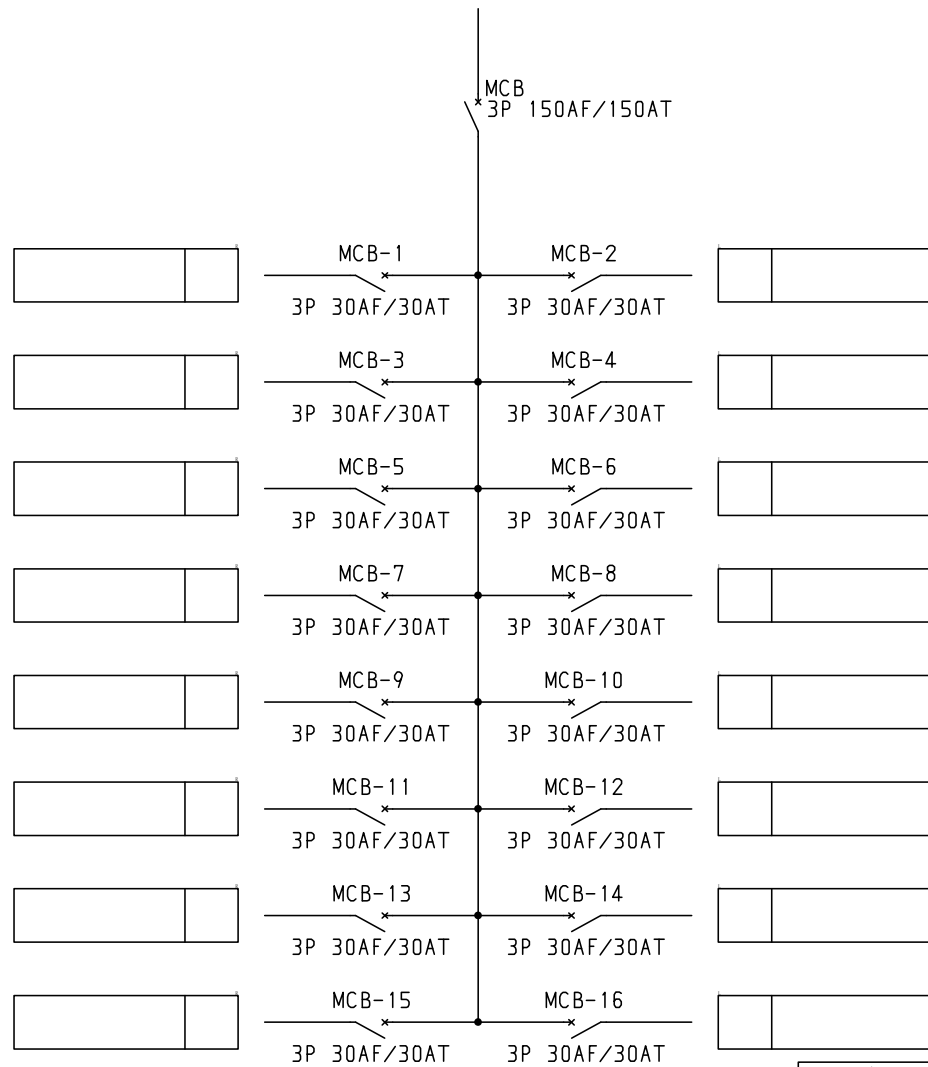 MCB
3P 150AF/150AT
MCB-1 MCB-2
3P 30AF/30AT 3P 30AF/30AT
MCB-3 MCB-4
3P 30AF/30AT 3P 30AF/30AT
MCB-5 MCB-6
3P 30AF/30AT 3P 30AF/30AT
MCB-7 MCB-8
3P 30AF/30AT 3P 30AF/30AT
MCB-9 MCB-10
3P 30AF/30AT 3P 30AF/30AT
MCB-11 MCB-12
3P 30AF/30AT 3P 30AF/30AT
MCB-13 MCB-14
3P 30AF/30AT 3P 30AF/30AT
MCB-15 MCB-16
3P 30AF/30AT 3P 30AF/30AT